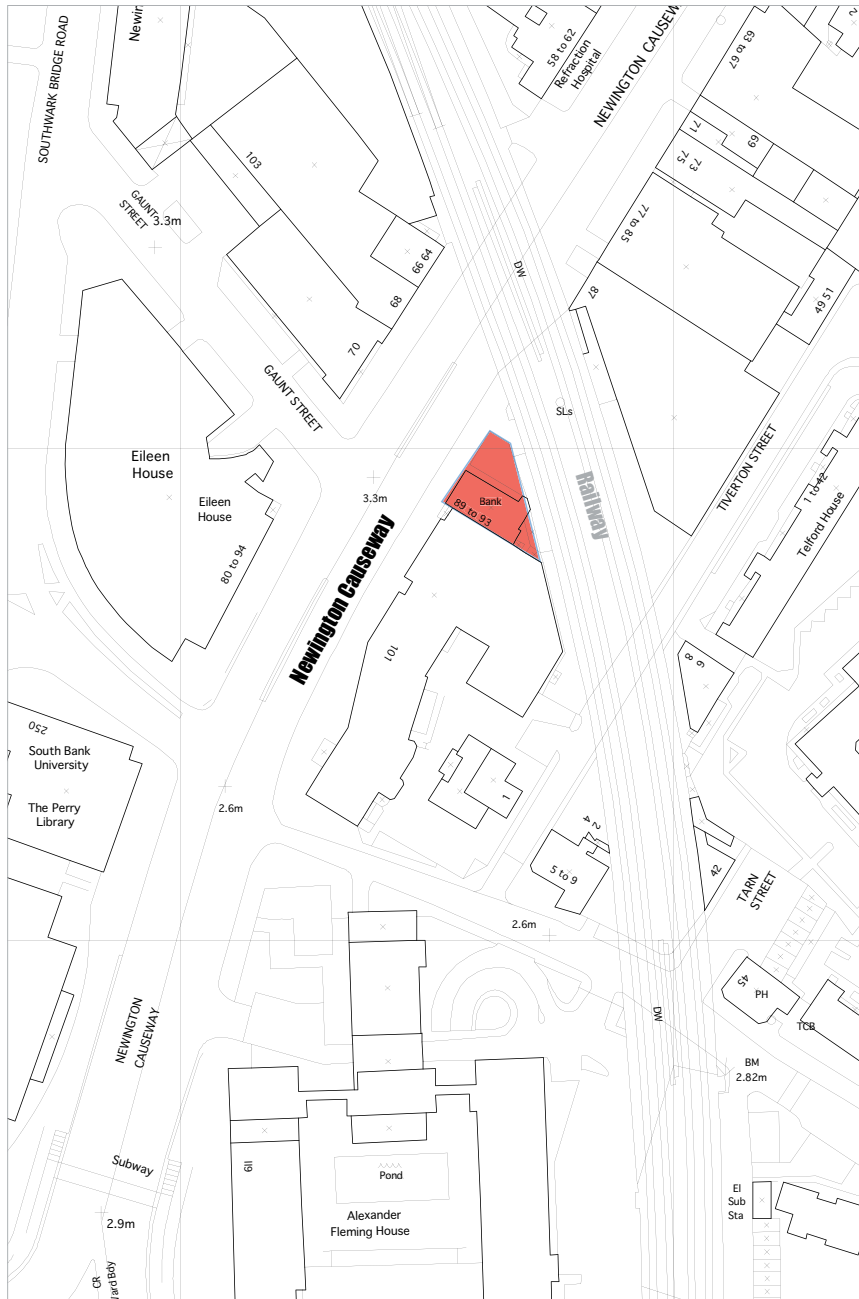 SOUTHWARK BRIDGE ROAD
Newin
58 to 62
Refraction
Hospital
NEWINGTON CAUSEW
63 to 67
2
103
71
69
75
73
GAUNT
STREET
3.3m
77 to 85
DW
66 64
68
87
49 51
70
GAUNT STREET
SLs
TIVERTON STREET
Eileen
House
Eileen
House
3.3m
Bank
89 to 93
Railway
1 to 42
Telford House
80 to 94
Newington Causeway
101
8
6
250
South Bank
University
The Perry
Library
2.6m
1
2
4
5 to 9
42
TARN
STREET
2.6m
45
PH
TCB
DW
NEWINGTON
CAUSEWAY
BM
2.82m
Subway
119
Pond
Alexander
Fleming House
El
Sub
Sta
2.9m
CR
Ward Bdy